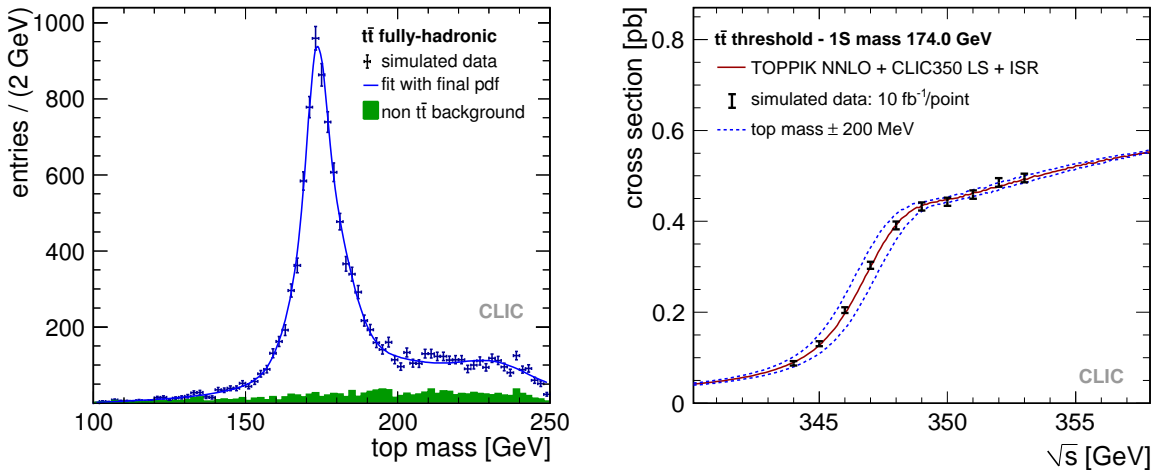 entries / (2 GeV)
1000
800
600
400
200
100
150
200
250
top mass [GeV]
tt̄ fully-hadronic
simulated data
fit with final pdf
non tt̄ background
CLIC
cross section [pb]
0.8
0.6
0.4
0.2
0
345
350
355
√s [GeV]
tt̄ threshold - 1S mass 174.0 GeV
TOPPIK NNLO + CLIC350 LS + ISR
simulated data: 10 fb⁻¹/point
top mass ± 200 MeV
CLIC